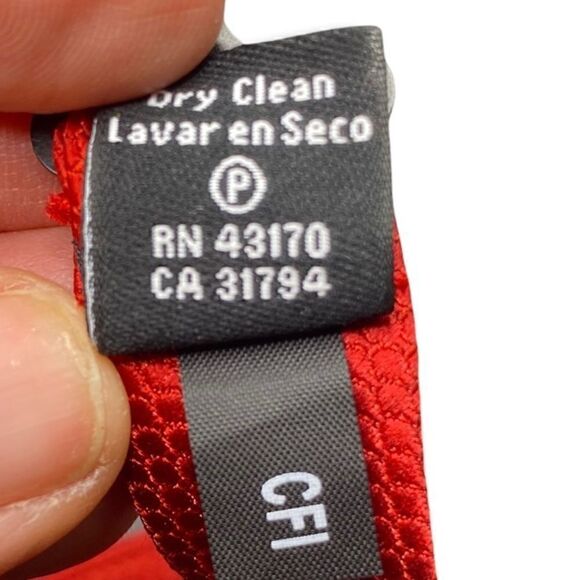 Dry Clean
Lavar en Seco
P
RN 43170
CA 31794
CFI